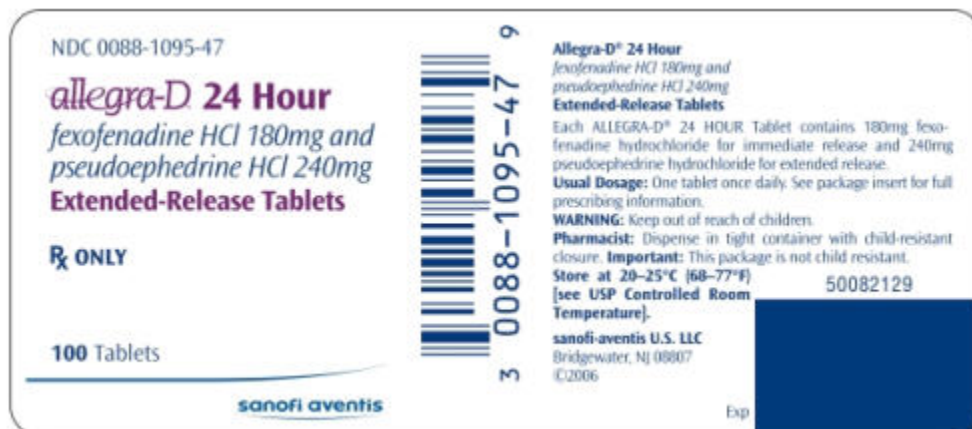 NDC 0088-1095-47
allegra-D 24 Hour
fexofenadine HCl 180mg and
pseudoephedrine HCl 240mg
Extended-Release Tablets
Rx ONLY
100 Tablets
sanofi aventis
3 0088-1095-47 9
Allegra-D® 24 Hour
fexofenadine HCl 180mg and
pseudoephedrine HCl 240mg
Extended-Release Tablets
Each ALLEGRA-D® 24 HOUR Tablet contains 180mg fexo-
fenadine hydrochloride for immediate release and 240mg
pseudoephedrine hydrochloride for extended release.
Usual Dosage: One tablet once daily. See package insert for full
prescribing information.
WARNING: Keep out of reach of children.
Pharmacist: Dispense in tight container with child-resistant
closure. Important: This package is not child resistant.
Store at 20–25°C (68–77°F)
[see USP Controlled Room
Temperature].
sanofi-aventis U.S. LLC
Bridgewater, NJ 08807
©2006
50082129
Exp